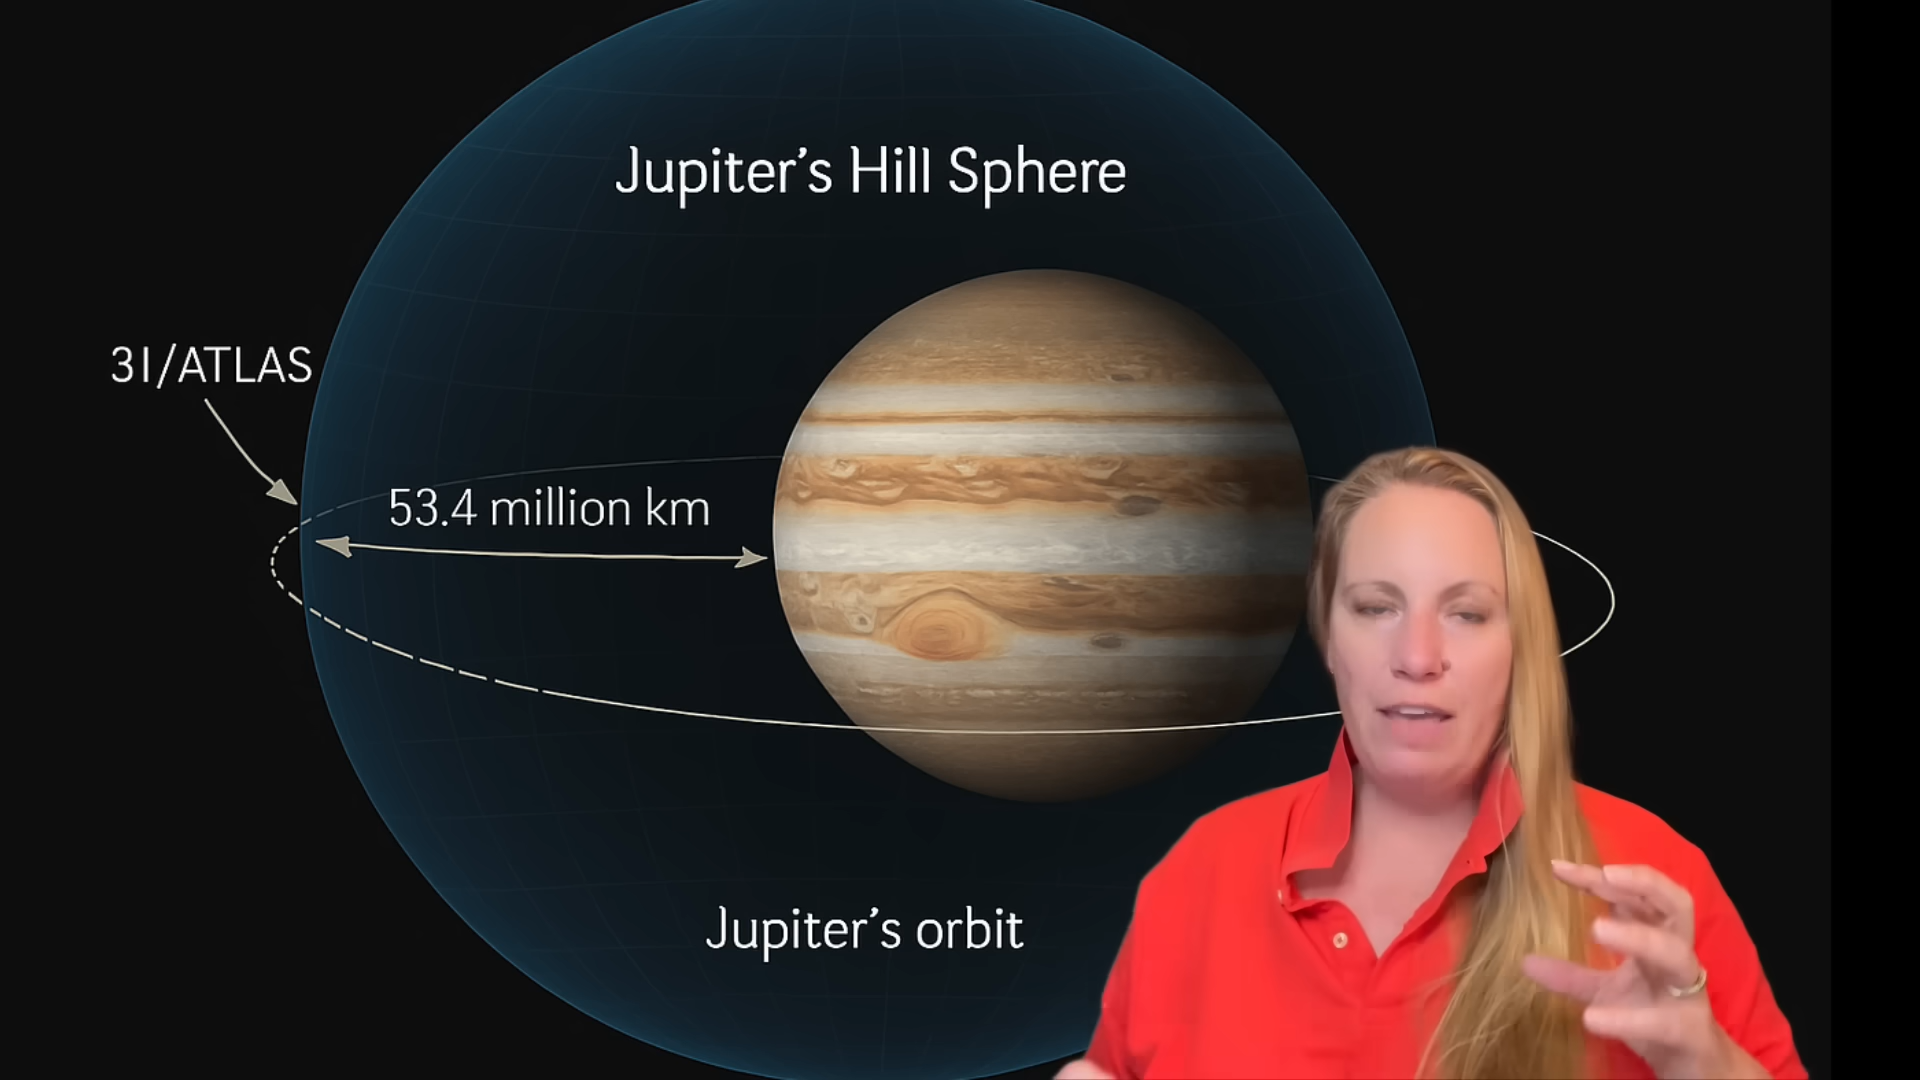 Jupiter’s Hill Sphere
3I/ATLAS
53.4 million km
Jupiter’s orbit